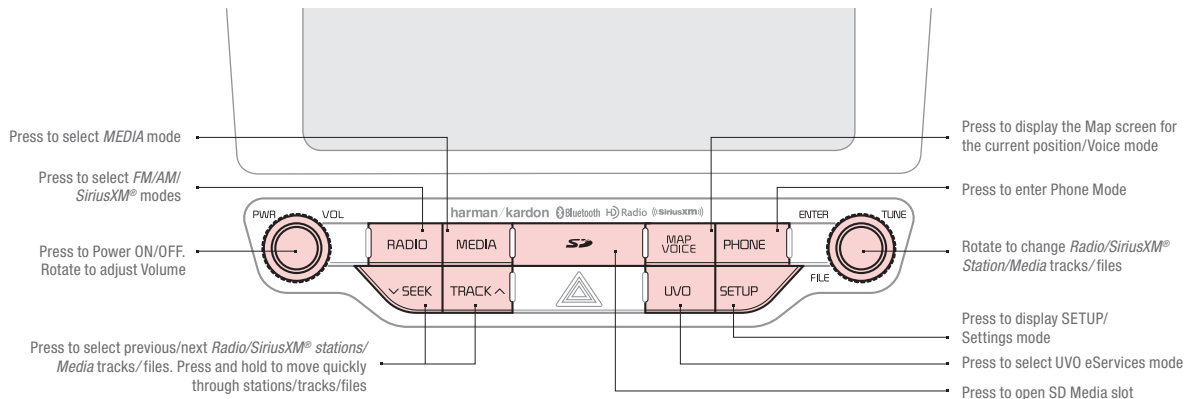 Press to select MEDIA mode
Press to select FM/AM/
SiriusXM® modes
Press to Power ON/OFF.
Rotate to adjust Volume
Press to select previous/next Radio/SiriusXM® stations/
Media tracks/files. Press and hold to move quickly
through stations/tracks/files
PWR
VOL
harman/kardon Bluetooth HD Radio ((SiriusXM))
ENTER
TUNE
RADIO
MEDIA
SD
MAP
VOICE
PHONE
FILE
SEEK
TRACK
UVO
SETUP
Press to display the Map screen for
the current position/Voice mode
Press to enter Phone Mode
Rotate to change Radio/SiriusXM®
Station/Media tracks/files
Press to display SETUP/
Settings mode
Press to select UVO eServices mode
Press to open SD Media slot